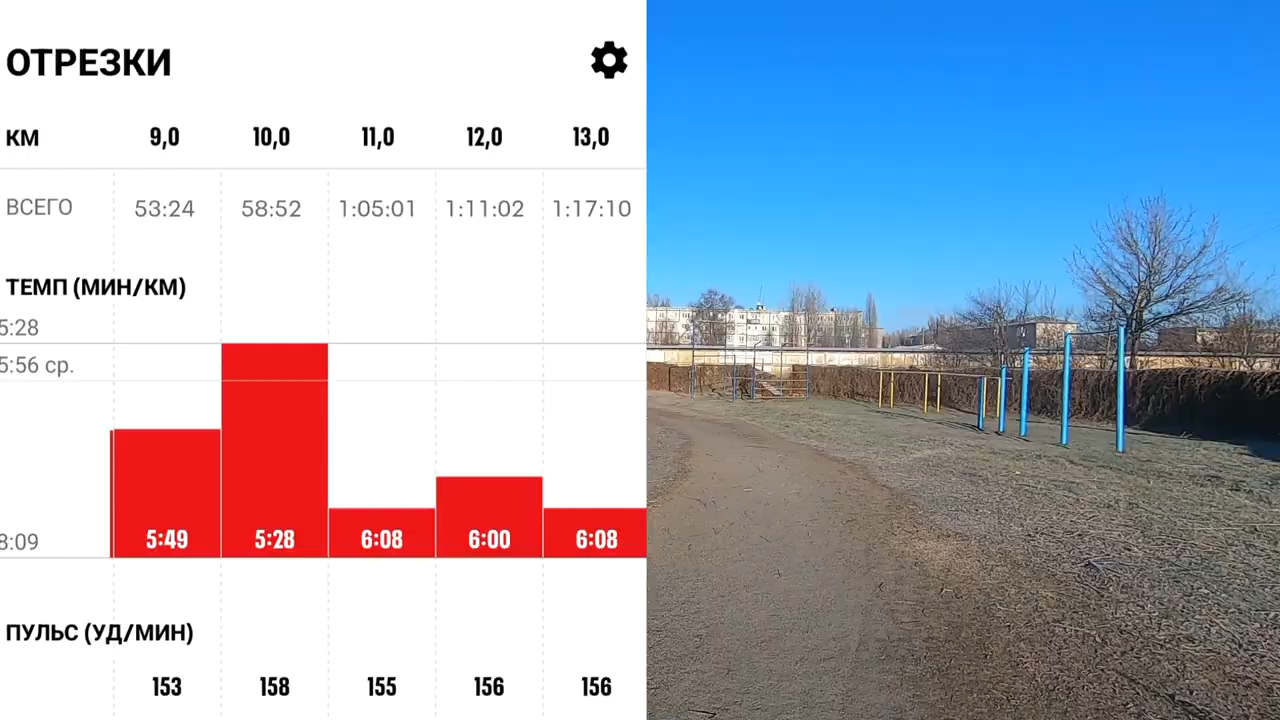 ОТРЕЗКИ
КМ 9,0 10,0 11,0 12,0 13,0
ВСЕГО 53:24 58:52 1:05:01 1:11:02 1:17:10
ТЕМП (МИН/КМ)
5:28
5:56 ср.
8:09
5:49 5:28 6:08 6:00 6:08
ПУЛЬС (УД/МИН)
153 158 155 156 156